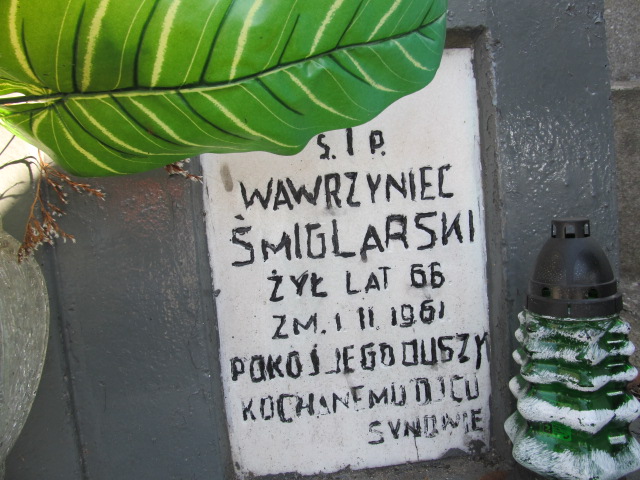 Ś. I P.
WAWRZYNIEC
ŚMIGLARSKI
ŻYŁ LAT 66
ZM. 1 II. 1961
POKÓJ JEGO DUSZY
KOCHANEMU OJCU
SYNOWIE